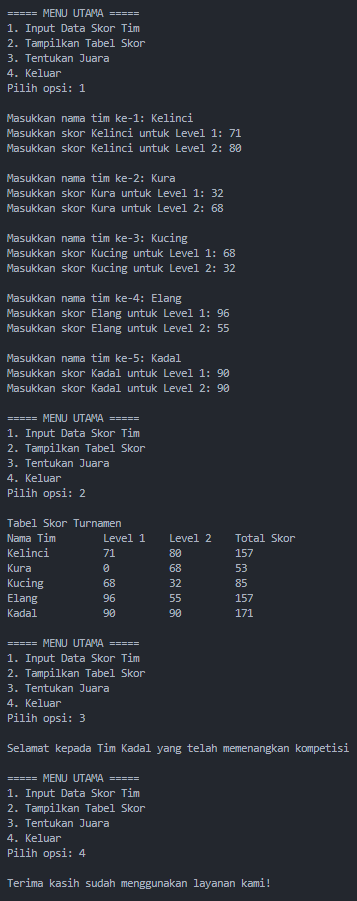 ===== MENU UTAMA =====
1. Input Data Skor Tim
2. Tampilkan Tabel Skor
3. Tentukan Juara
4. Keluar
Pilih opsi: 1
Masukkan nama tim ke-1: Kelinci
Masukkan skor Kelinci untuk Level 1: 71
Masukkan skor Kelinci untuk Level 2: 80
Masukkan nama tim ke-2: Kura
Masukkan skor Kura untuk Level 1: 32
Masukkan skor Kura untuk Level 2: 68
Masukkan nama tim ke-3: Kucing
Masukkan skor Kucing untuk Level 1: 68
Masukkan skor Kucing untuk Level 2: 32
Masukkan nama tim ke-4: Elang
Masukkan skor Elang untuk Level 1: 96
Masukkan skor Elang untuk Level 2: 55
Masukkan nama tim ke-5: Kadal
Masukkan skor Kadal untuk Level 1: 90
Masukkan skor Kadal untuk Level 2: 90
===== MENU UTAMA =====
1. Input Data Skor Tim
2. Tampilkan Tabel Skor
3. Tentukan Juara
4. Keluar
Pilih opsi: 2
Tabel Skor Turnamen
Nama Tim Level 1 Level 2 Total Skor
Kelinci 71 80 157
Kura 0 68 53
Kucing 68 32 85
Elang 96 55 157
Kadal 90 90 171
===== MENU UTAMA =====
1. Input Data Skor Tim
2. Tampilkan Tabel Skor
3. Tentukan Juara
4. Keluar
Pilih opsi: 3
Selamat kepada Tim Kadal yang telah memenangkan kompetisi
===== MENU UTAMA =====
1. Input Data Skor Tim
2. Tampilkan Tabel Skor
3. Tentukan Juara
4. Keluar
Pilih opsi: 4
Terima kasih sudah menggunakan layanan kami!